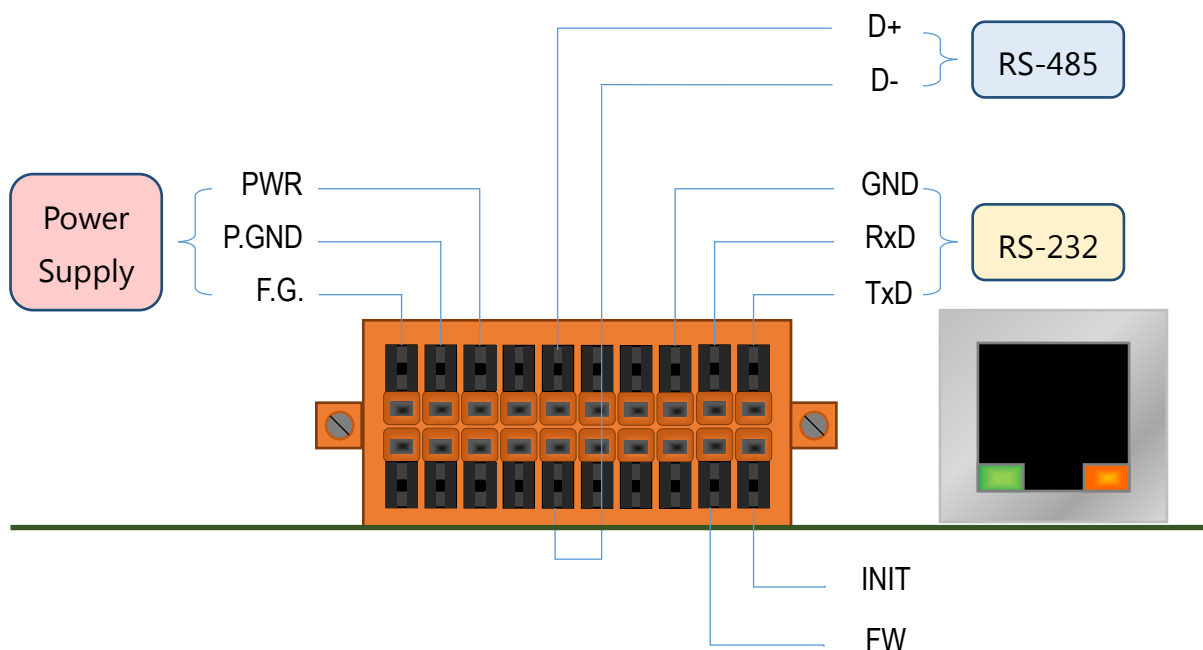 D+
D-
RS-485
PWR
P.GND
F.G.
Power
Supply
GND
RxD
TxD
RS-232
INIT
FW